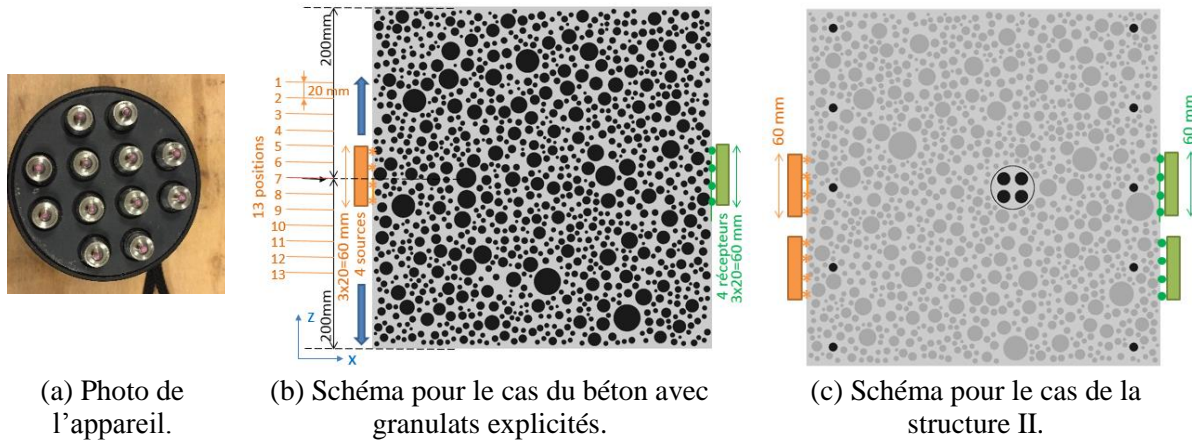 200mm
1
20 mm
2
3
4
5
6
7
8
9
10
11
12
13
13 positions
3x20=60 mm
4 sources
200mm
Z
X
4 récepteurs
3x20=60 mm
60 mm
60 mm
(a) Photo de
l’appareil.
(b) Schéma pour le cas du béton avec
granulats explicités.
(c) Schéma pour le cas de la
structure II.